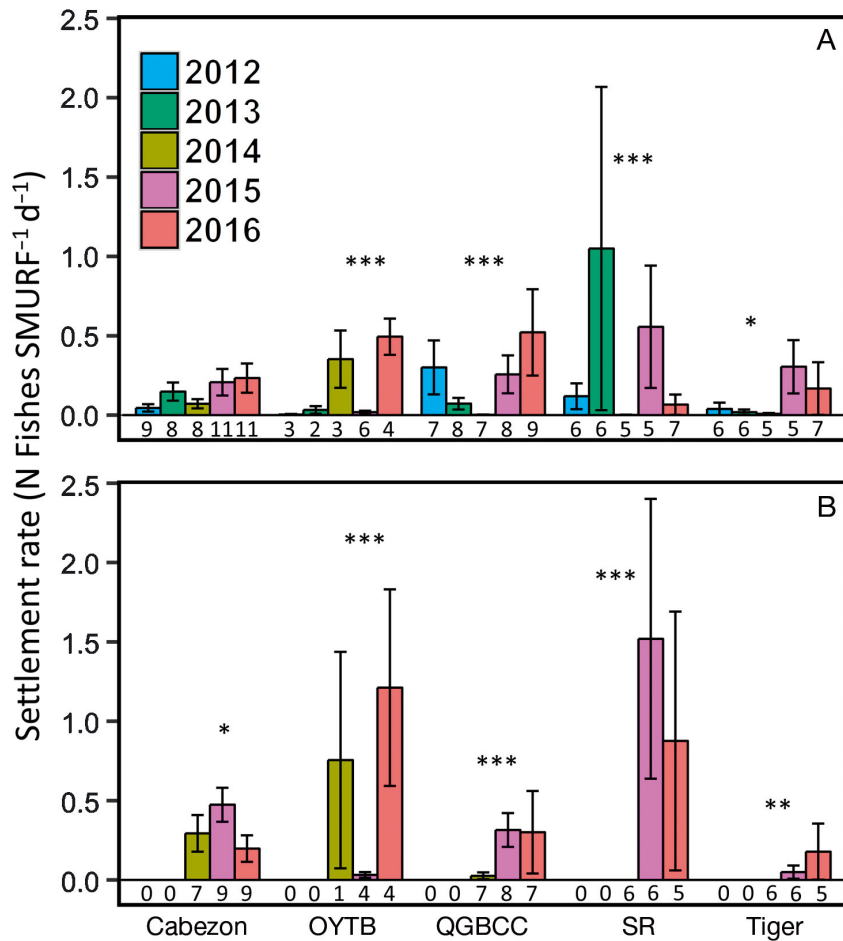 Settlement rate (N Fishes SMURF⁻¹ d⁻¹)
A
2012
2013
2014
2015
2016
2.5
2.0
1.5
1.0
0.5
0.0
*** *** *** *
9 8 8 11 11 3 2 3 6 4 7 8 7 8 9 6 6 5 5 7 6 6 5 5 7
B
2.5
2.0
1.5
1.0
0.5
0.0
* *** *** *** **
0 0 7 9 9 0 0 1 4 4 0 0 7 8 7 0 0 6 6 5 0 0 6 6 5
Cabezon OYTB QGBCC SR Tiger